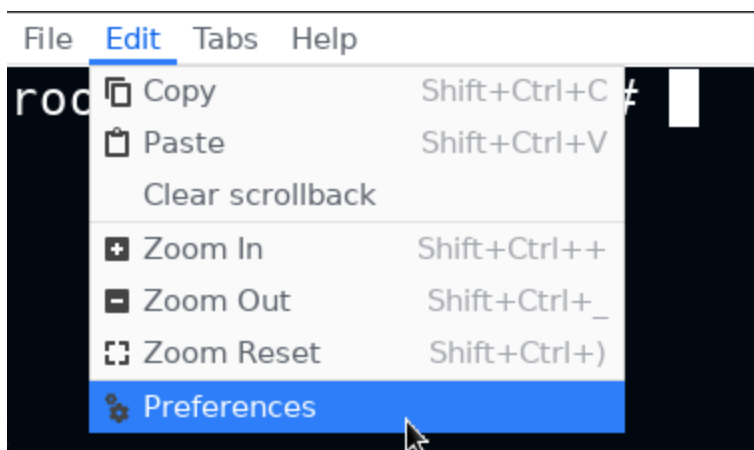 File Edit Tabs Help
Copy Shift+Ctrl+C #
Paste Shift+Ctrl+V
Clear scrollback
Zoom In Shift+Ctrl++
Zoom Out Shift+Ctrl+_
Zoom Reset Shift+Ctrl+)
Preferences